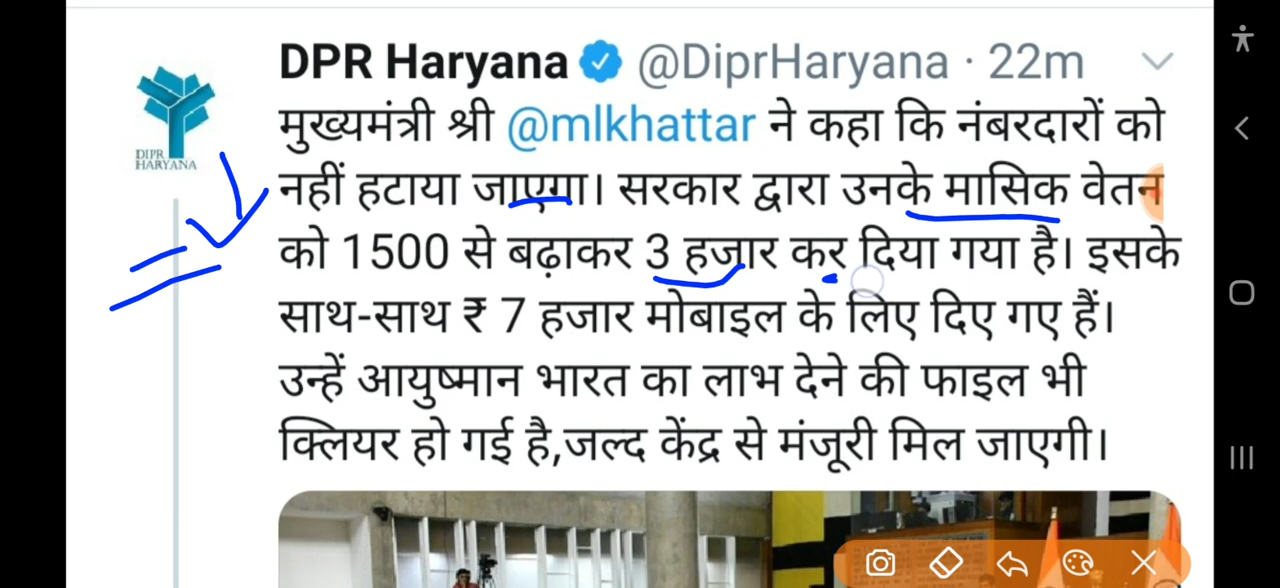 DPR Haryana @DiprHaryana · 22m
DIPR
HARYANA
मुख्यमंत्री श्री @mlkhattar ने कहा कि नंबरदारों को
नहीं हटाया जाएगा। सरकार द्वारा उनके मासिक वेतन
को 1500 से बढ़ाकर 3 हजार कर दिया गया है। इसके
साथ-साथ ₹ 7 हजार मोबाइल के लिए दिए गए हैं।
उन्हें आयुष्मान भारत का लाभ देने की फाइल भी
क्लियर हो गई है,जल्द केंद्र से मंजूरी मिल जाएगी।